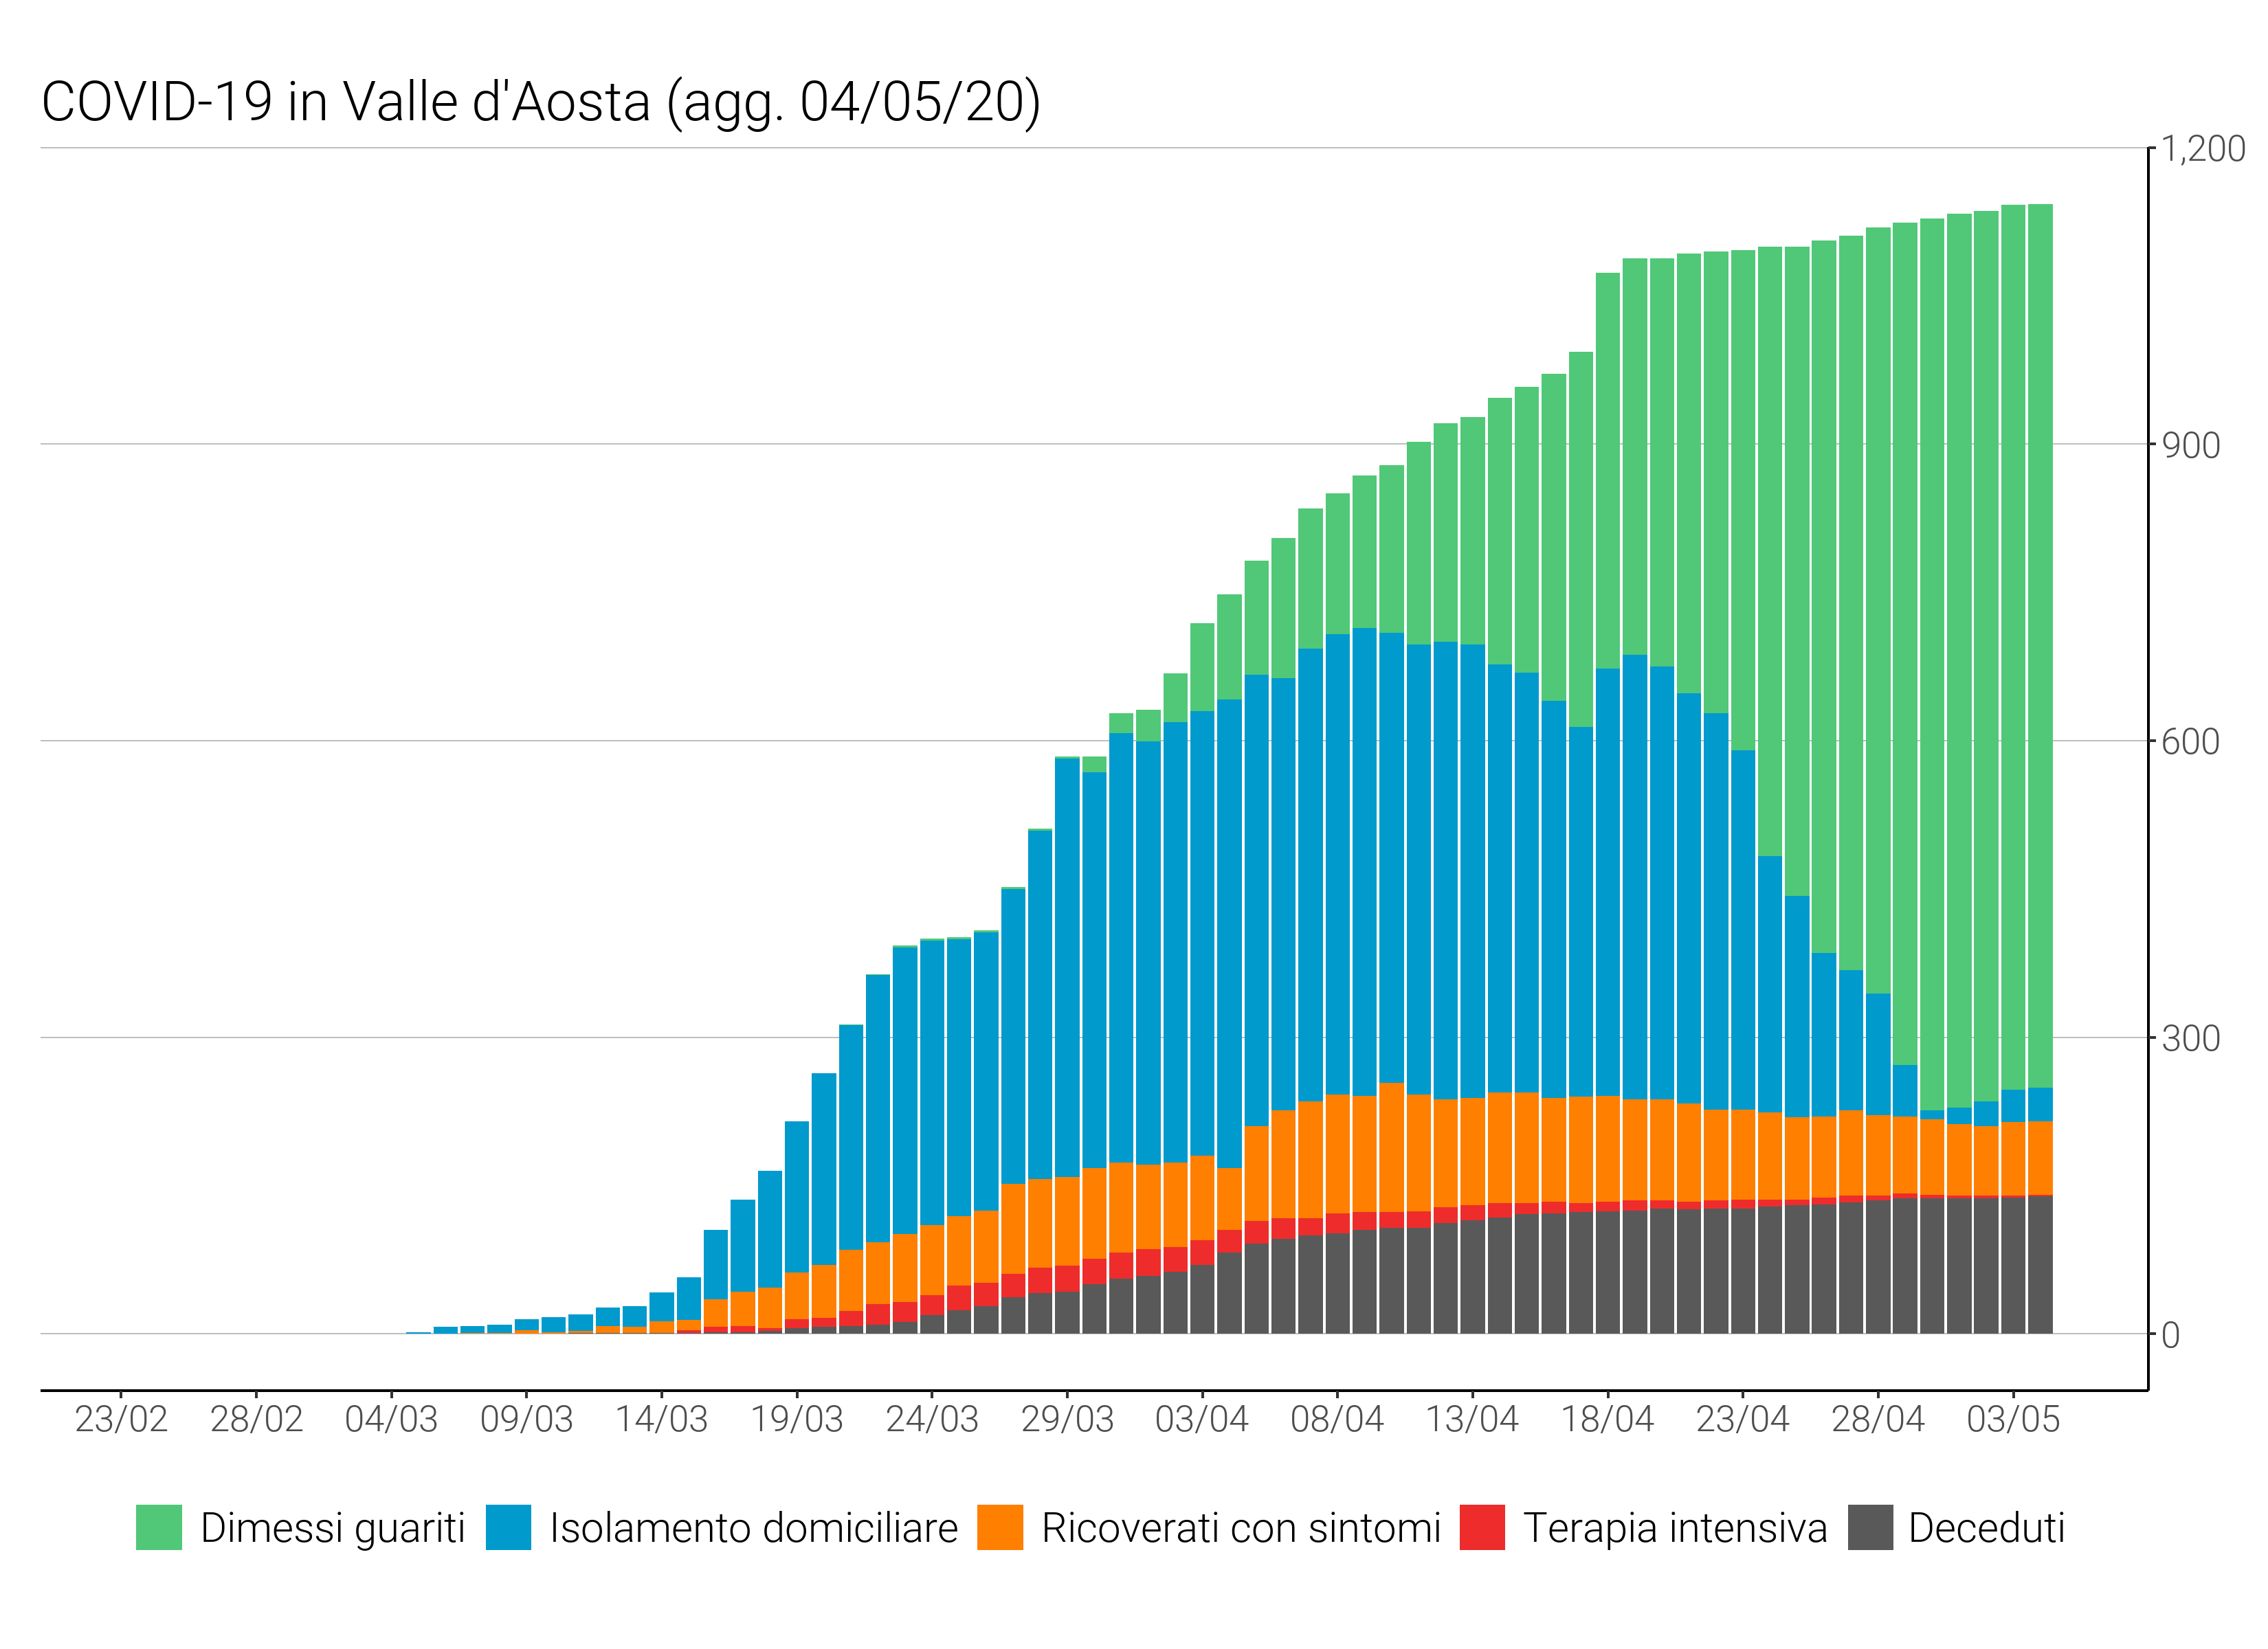 COVID-19 in Valle d'Aosta (agg. 04/05/20)
1,200
900
600
300
0
23/02 28/02 04/03 09/03 14/03 19/03 24/03 29/03 03/04 08/04 13/04 18/04 23/04 28/04 03/05
Dimessi guariti Isolamento domiciliare Ricoverati con sintomi Terapia intensiva Deceduti